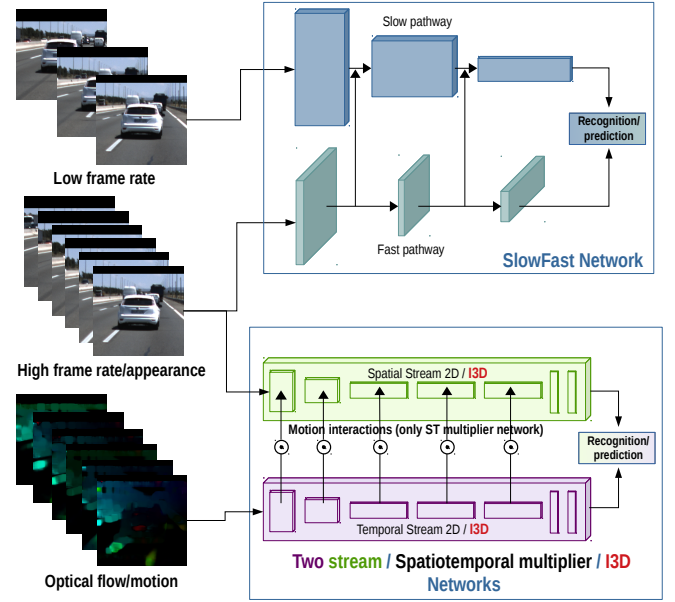 Slow pathway
Recognition/
prediction
Low frame rate
Fast pathway
SlowFast Network
High frame rate/appearance
Spatial Stream 2D / I3D
Motion interactions (only ST multiplier network)
Recognition/
prediction
Temporal Stream 2D / I3D
Optical flow/motion
Two stream / Spatiotemporal multiplier / I3D
Networks